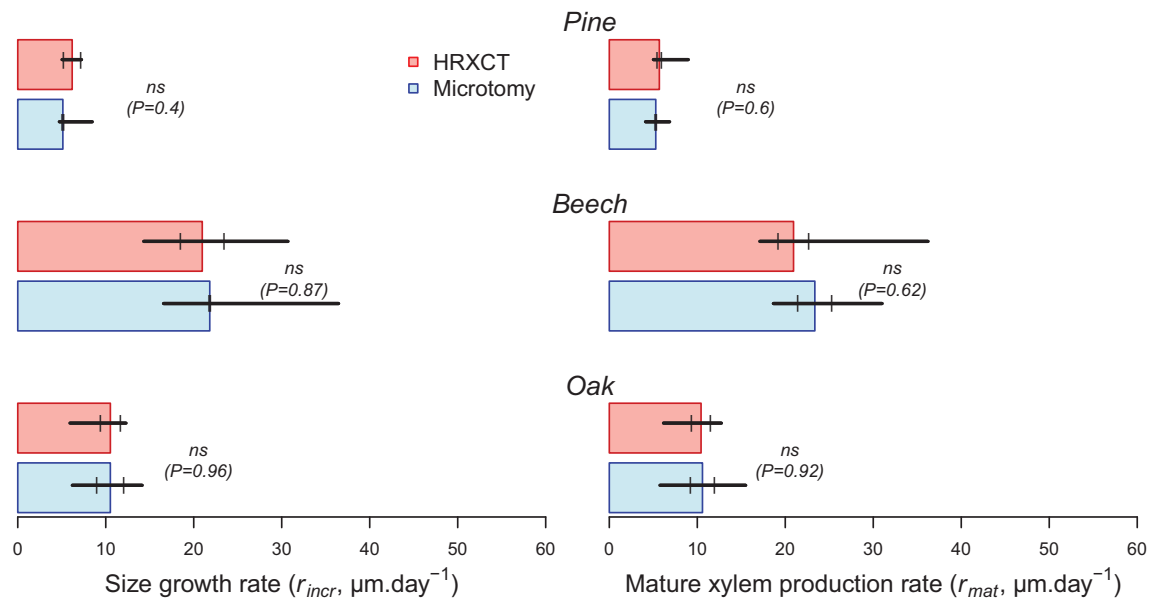 Pine
HRXCT
Microtomy
ns
(P=0.4)
ns
(P=0.6)
Beech
ns
(P=0.87)
ns
(P=0.62)
Oak
ns
(P=0.96)
ns
(P=0.92)
0 10 20 30 40 50 60
0 10 20 30 40 50 60
Size growth rate (r_incr, µm.day⁻¹)
Mature xylem production rate (r_mat, µm.day⁻¹)